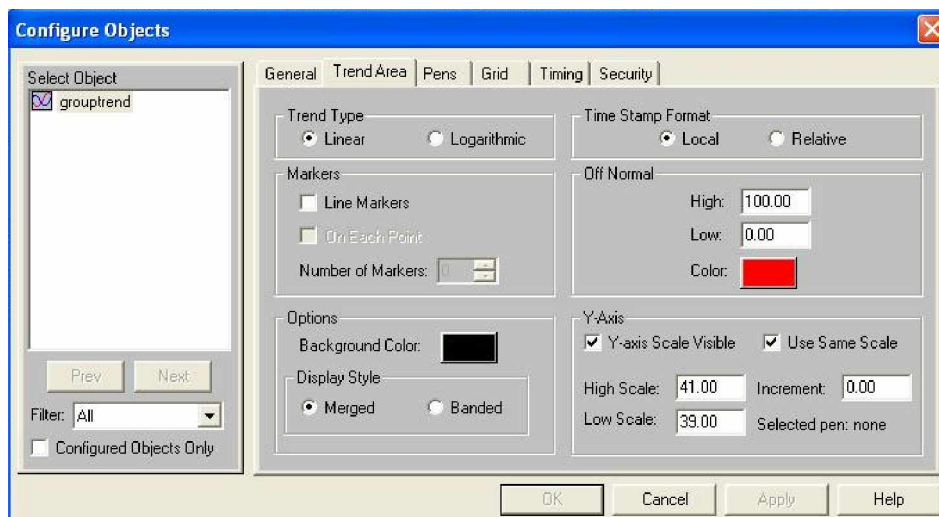 Configure Objects
Select Object
grouptrend
Prev Next
Filter: All
Configured Objects Only
General Trend Area Pens Grid Timing Security
Trend Type
Linear Logarithmic
Markers
Line Markers
On Each Point
Number of Markers: 0
Options
Background Color:
Display Style
Merged Banded
Time Stamp Format
Local Relative
Off Normal
High: 100.00
Low: 0.00
Color:
Y-Axis
Y-axis Scale Visible Use Same Scale
High Scale: 41.00 Increment: 0.00
Low Scale: 39.00 Selected pen: none
OK Cancel Apply Help